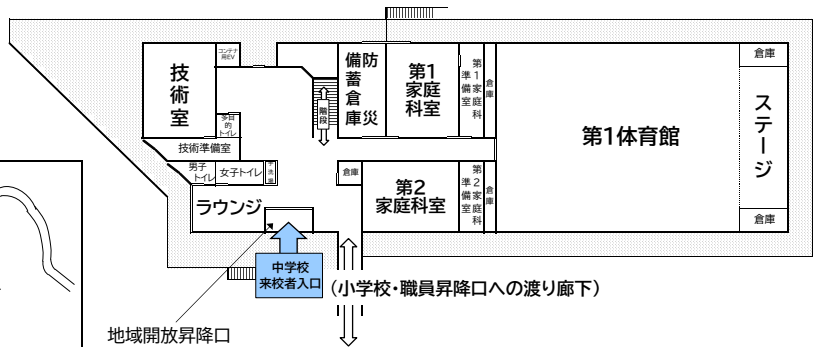 技術室
コンテナ用EV
多目的トイレ
技術準備室
男子トイレ
女子トイレ
手洗場
ラウンジ
階段
防災備蓄倉庫
第1家庭科室
第1家庭科準備室
倉庫
第1体育館
倉庫
ステージ
倉庫
倉庫
第2家庭科室
第2家庭科準備室
倉庫
中学校
来校者入口
(小学校・職員昇降口への渡り廊下)
地域開放昇降口